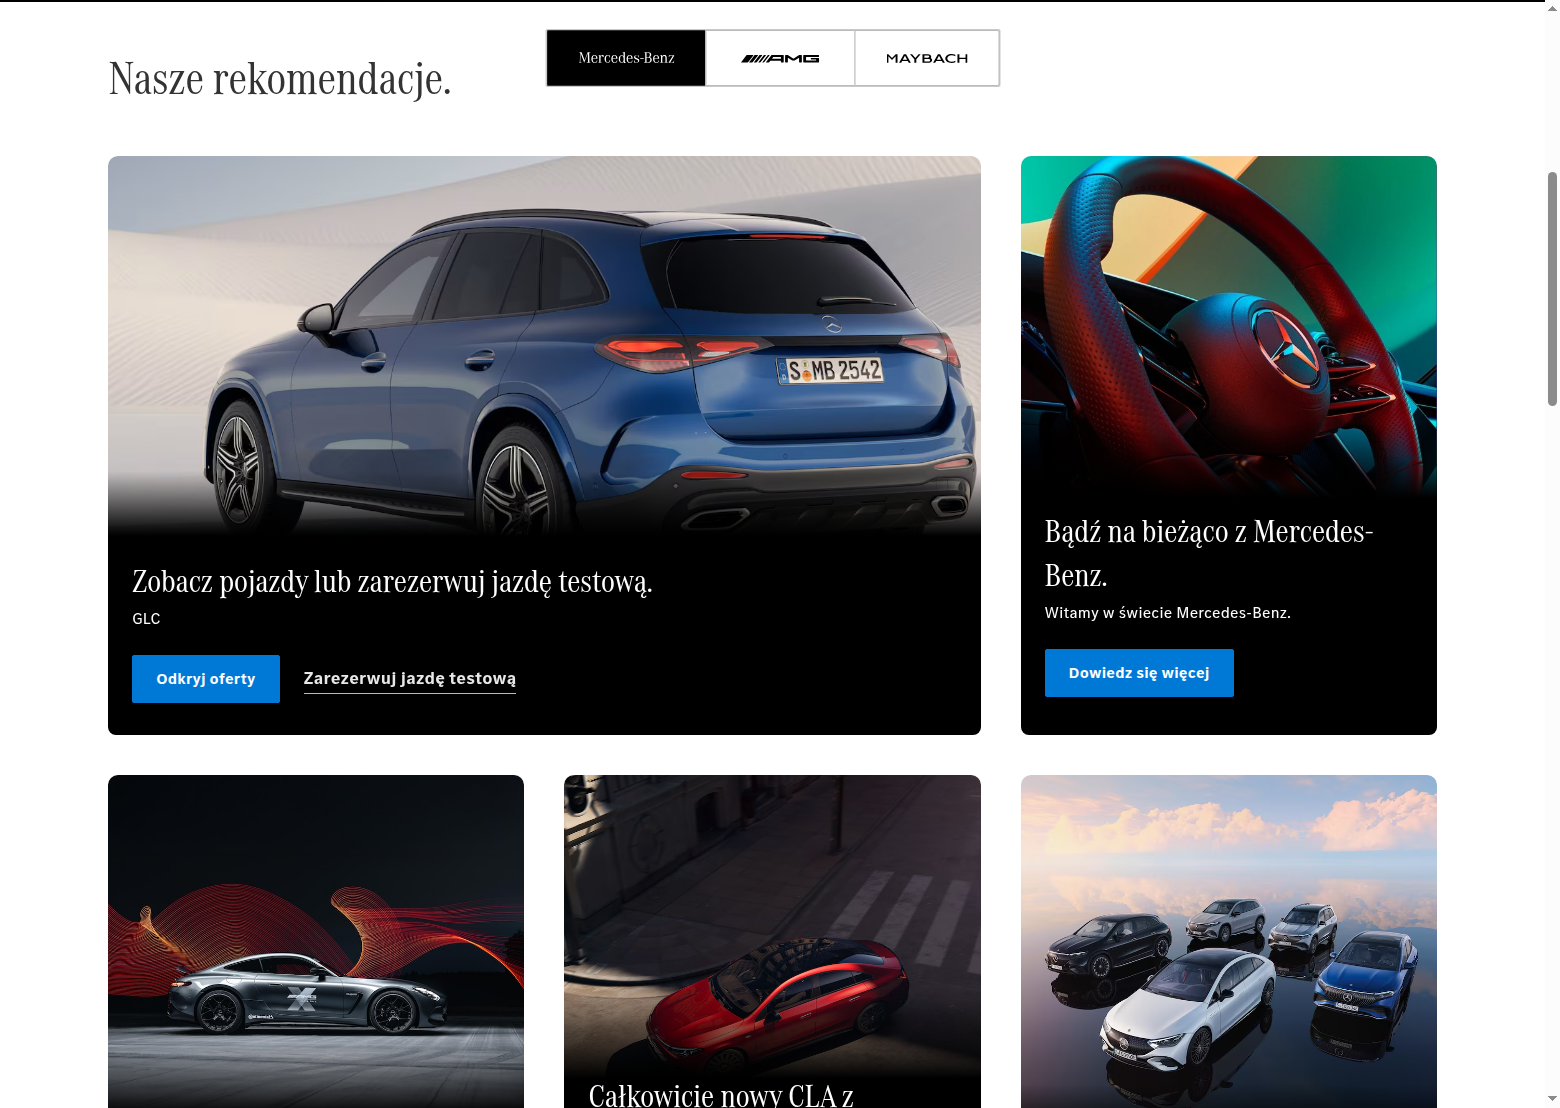 Nasze rekomendacje.
Mercedes-Benz
AMG
MAYBACH
S MB 2542
Zobacz pojazdy lub zarezerwuj jazdę testową.
GLC
Odkryj oferty
Zarezerwuj jazdę testową
Bądź na bieżąco z Mercedes-
Benz.
Witamy w świecie Mercedes-Benz.
Dowiedz się więcej
Całkowicie nowy CLA z